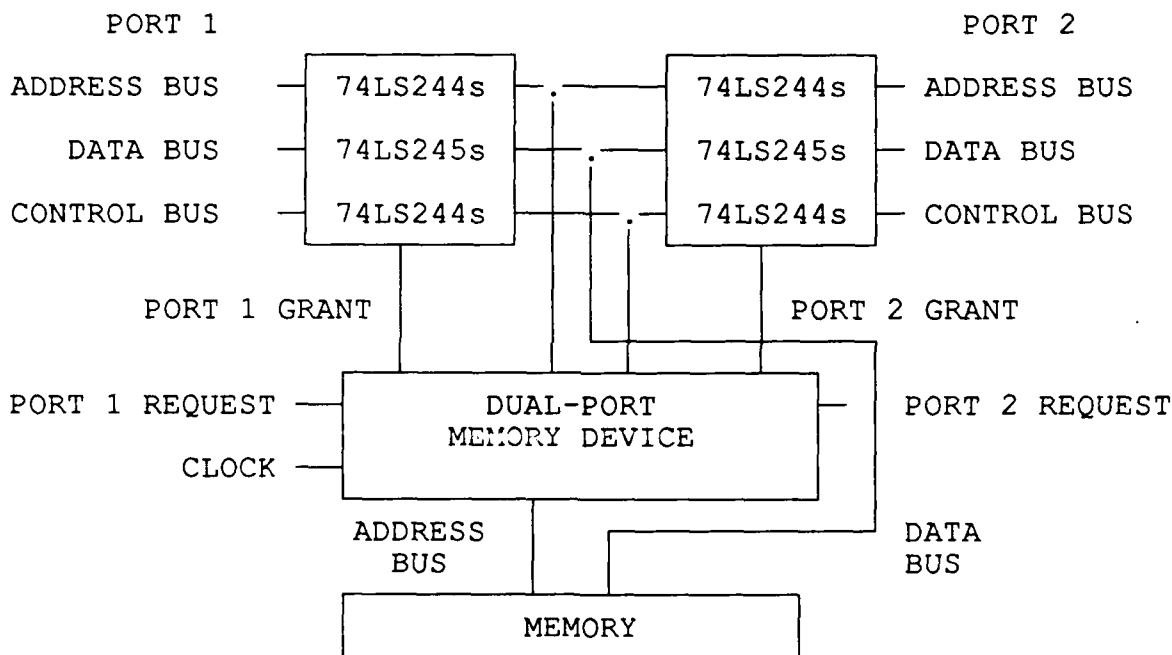 PORT 1 PORT 2
ADDRESS BUS 74LS244s 74LS244s ADDRESS BUS
DATA BUS 74LS245s 74LS245s DATA BUS
CONTROL BUS 74LS244s 74LS244s CONTROL BUS
PORT 1 GRANT PORT 2 GRANT
PORT 1 REQUEST DUAL-PORT PORT 2 REQUEST
MEMORY DEVICE
CLOCK
ADDRESS DATA
BUS BUS
MEMORY